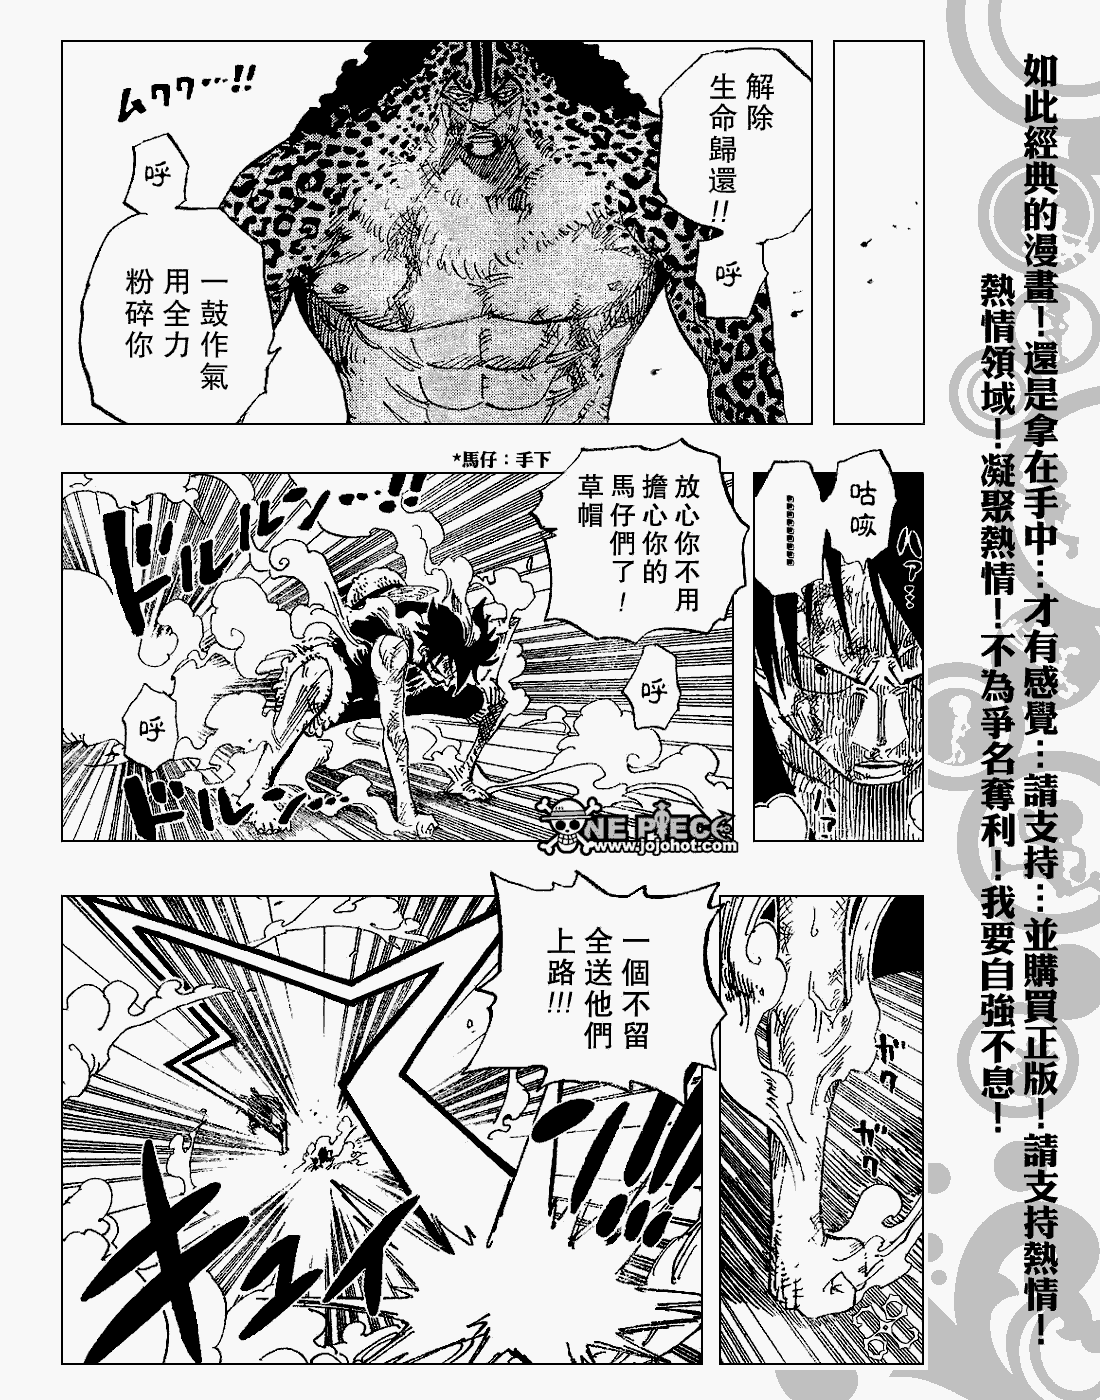 如此經典的漫畫！還是拿在手中…才有感覺…請支持…並購買正版！請支持熱情！
熱情領域！凝聚熱情！不為爭名奪利！我要自強不息！
解除
生命歸還!!
呼
ムクク…!!
呼
一鼓作氣
用全力
粉碎你
咕咳
ハァ…
ハァ
*馬仔：手下
放心你不用
擔心你的
馬仔們了！
草帽
呼
呼
ドルルン…
ドルルン…
ONE PIECE
www.jojohot.com
ガク
ガク
一個不留
全送他們
上路!!!
キュイィ
!!!!